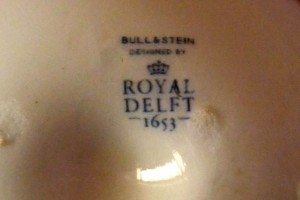 BULL & STEIN
DESIGNED BY
ROYAL
DELFT
1653